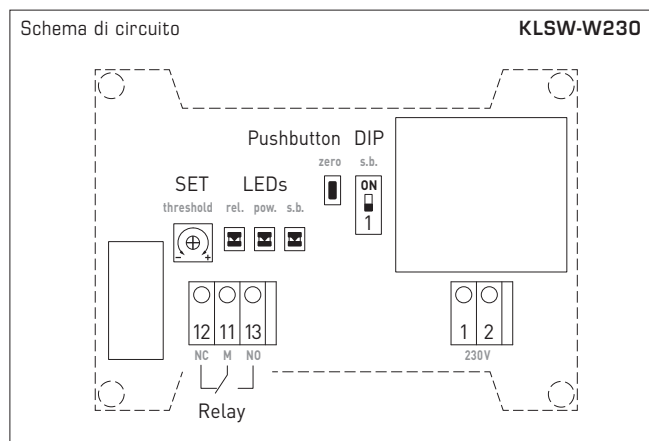 Schema di circuito KLSW-W230
Pushbutton DIP
zero s.b.
SET LEDs
threshold rel. pow. s.b.
ON
1
- +
12 11 13
1 2
NC M NO
230V
Relay